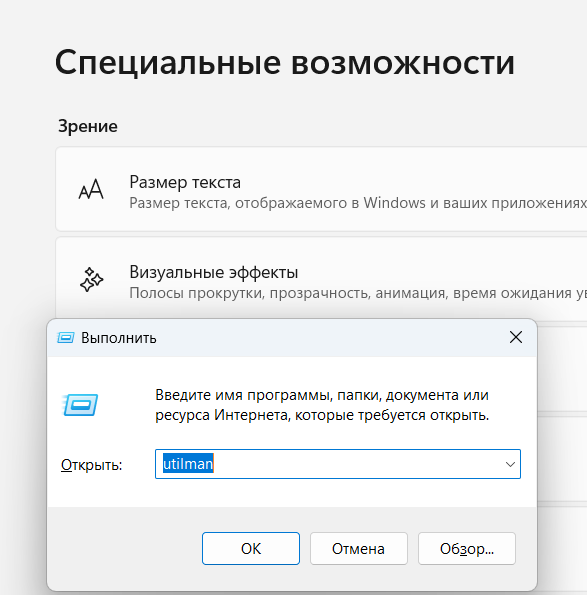 Специальные возможности
Зрение
Размер текста
Размер текста, отображаемого в Windows и ваших приложениях
Визуальные эффекты
Полосы прокрутки, прозрачность, анимация, время ожидания
Выполнить
Введите имя программы, папки, документа или
ресурса Интернета, которые требуется открыть.
Открыть:
utilman
OK
Отмена
Обзор...